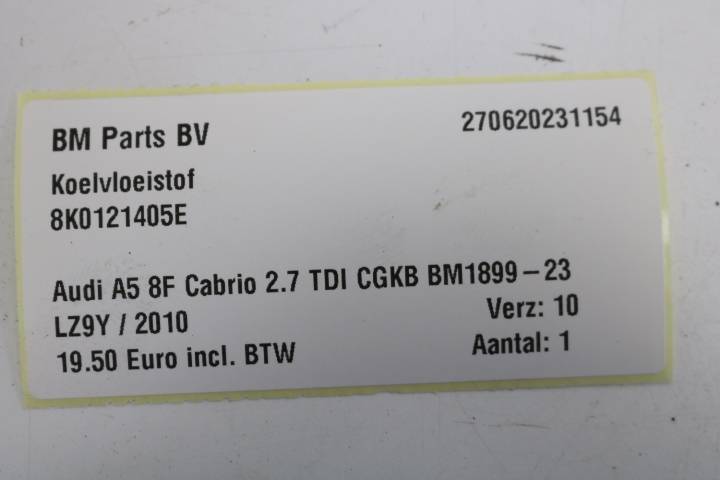 BM Parts BV
270620231154
Koelvloeistof
8K0121405E
Audi A5 8F Cabrio 2.7 TDI CGKB BM1899-23
LZ9Y / 2010
Verz: 10
19.50 Euro incl. BTW
Aantal: 1